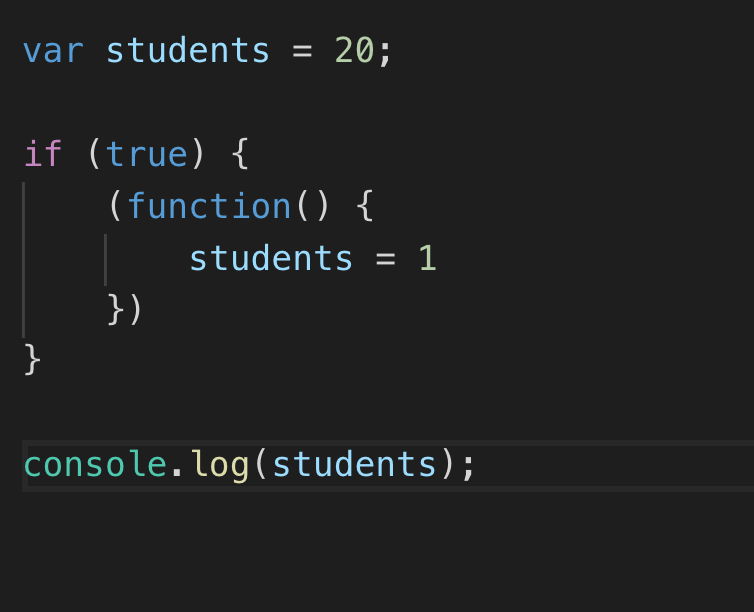 var students = 20;
if (true) {
(function() {
students = 1
})
}
console.log(students);